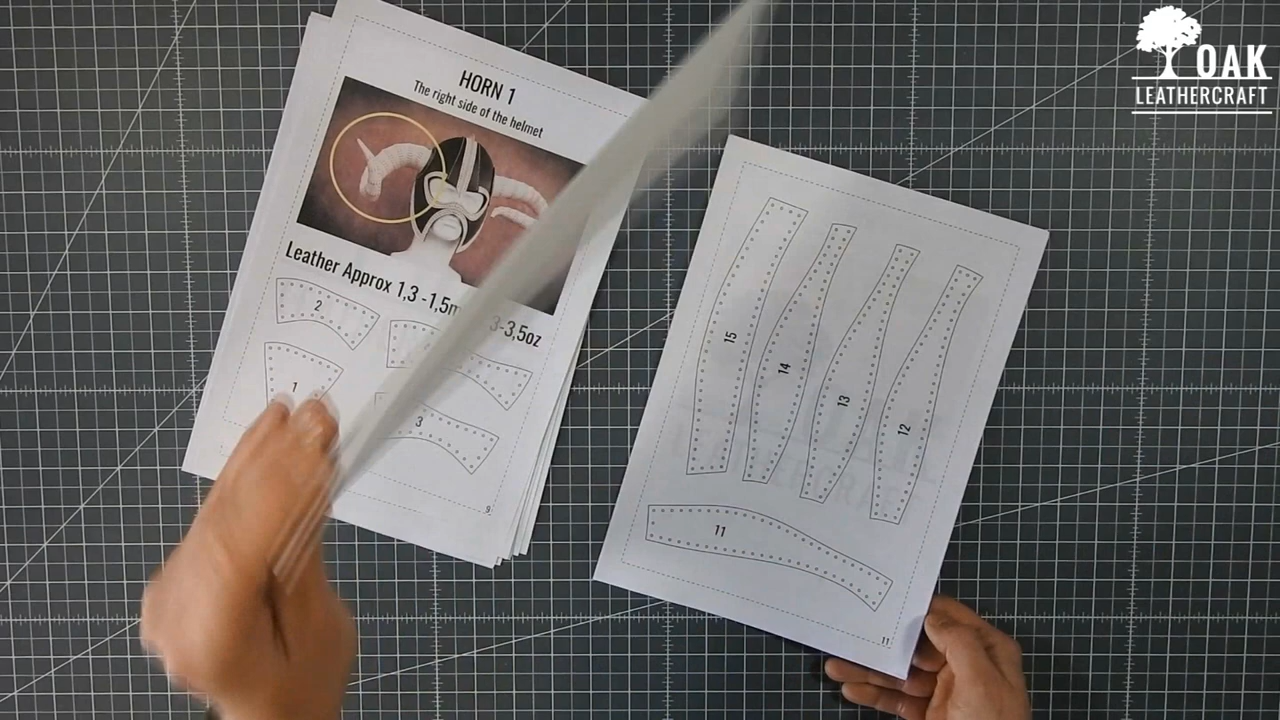 HORN 1
The right side of the helmet
Leather Approx 1,3 -1,5m 3-3,5oz
2
1
3
9
15
14
13
12
11
11
OAK
LEATHERCRAFT